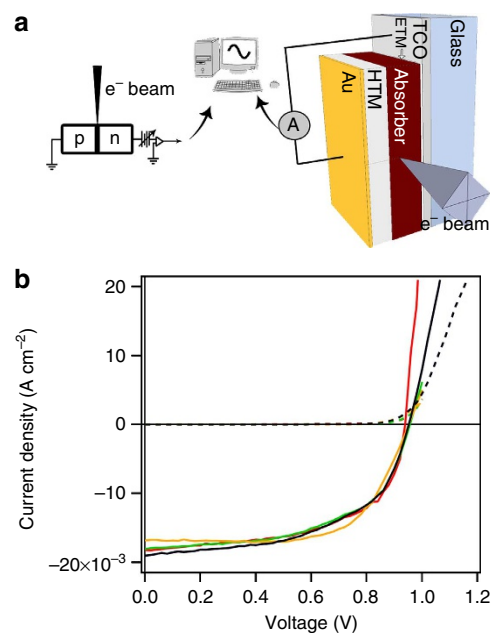 a
e⁻ beam
p n
A
Au
HTM
Absorber
ETM
TCO
Glass
e⁻ beam
b
Current density (A cm⁻²)
20
10
0
−10
−20×10⁻³
0.0 0.2 0.4 0.6 0.8 1.0 1.2
Voltage (V)